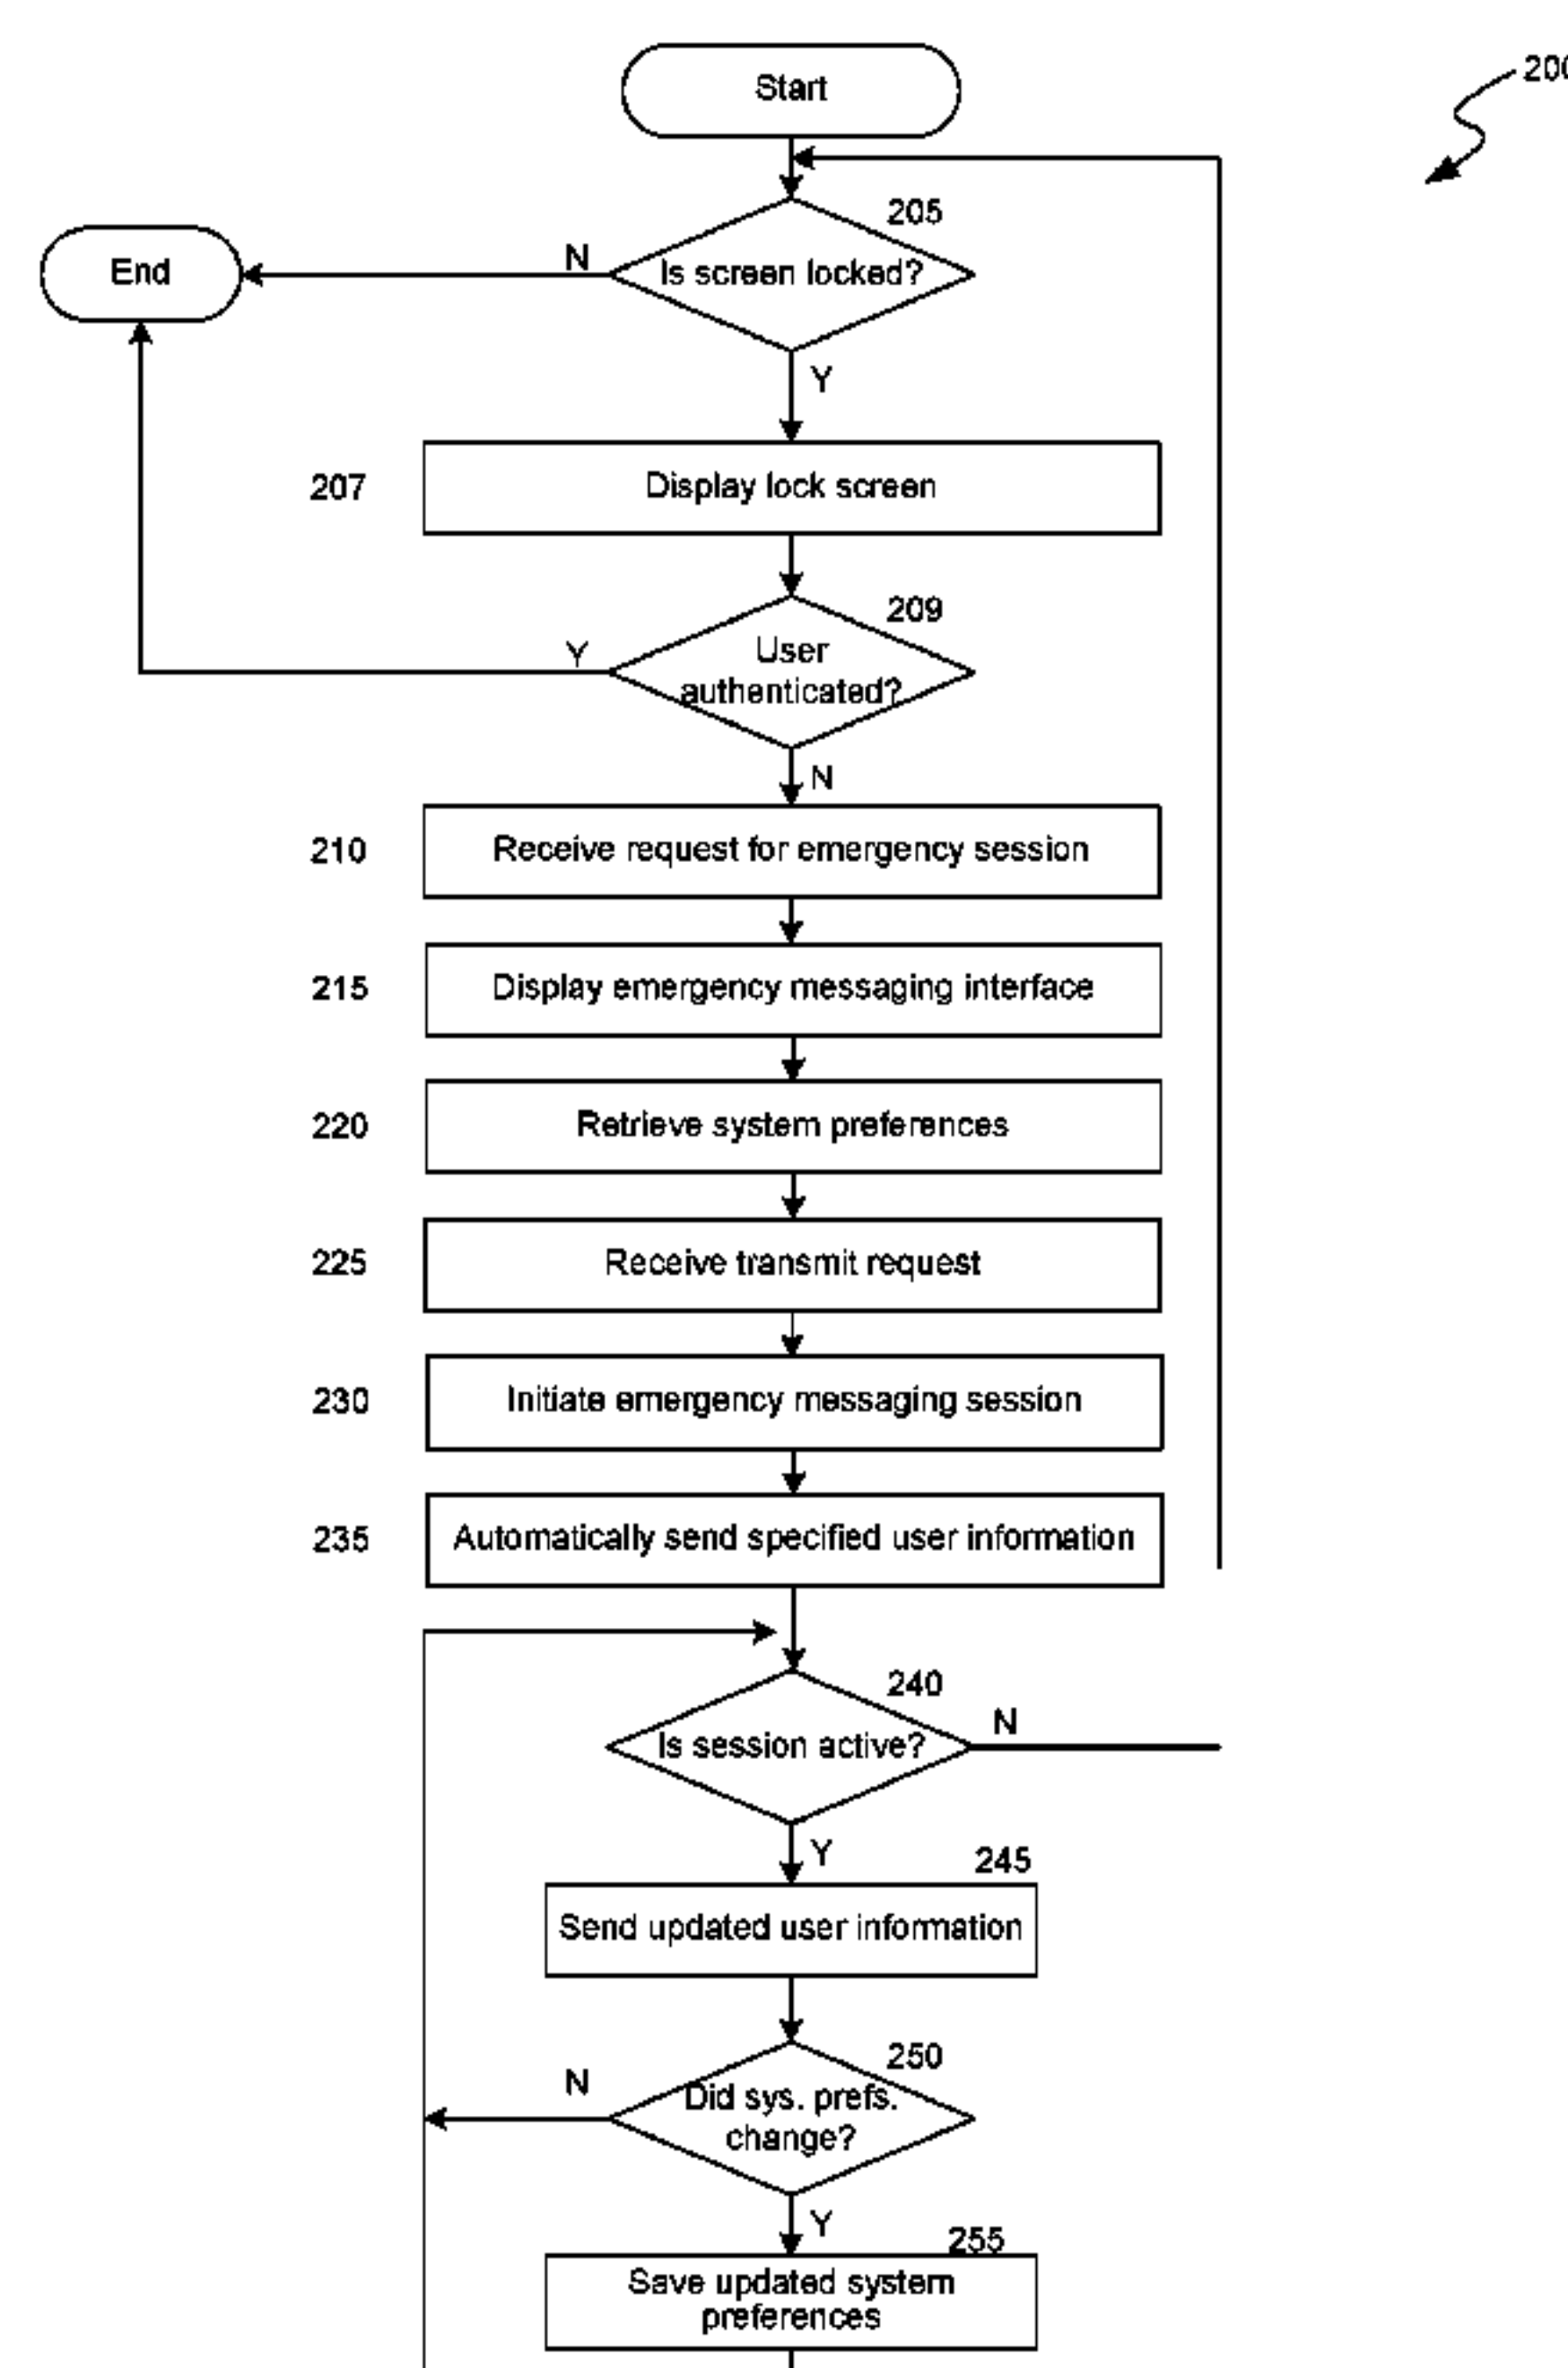 Start
200
205
Is screen locked?
N
End
Y
207
Display lock screen
209
User
authenticated?
Y
N
210
Receive request for emergency session
215
Display emergency messaging interface
220
Retrieve system preferences
225
Receive transmit request
230
Initiate emergency messaging session
235
Automatically send specified user information
240
Is session active?
N
Y
245
Send updated user information
250
Did sys. prefs.
change?
N
Y
255
Save updated system
preferences